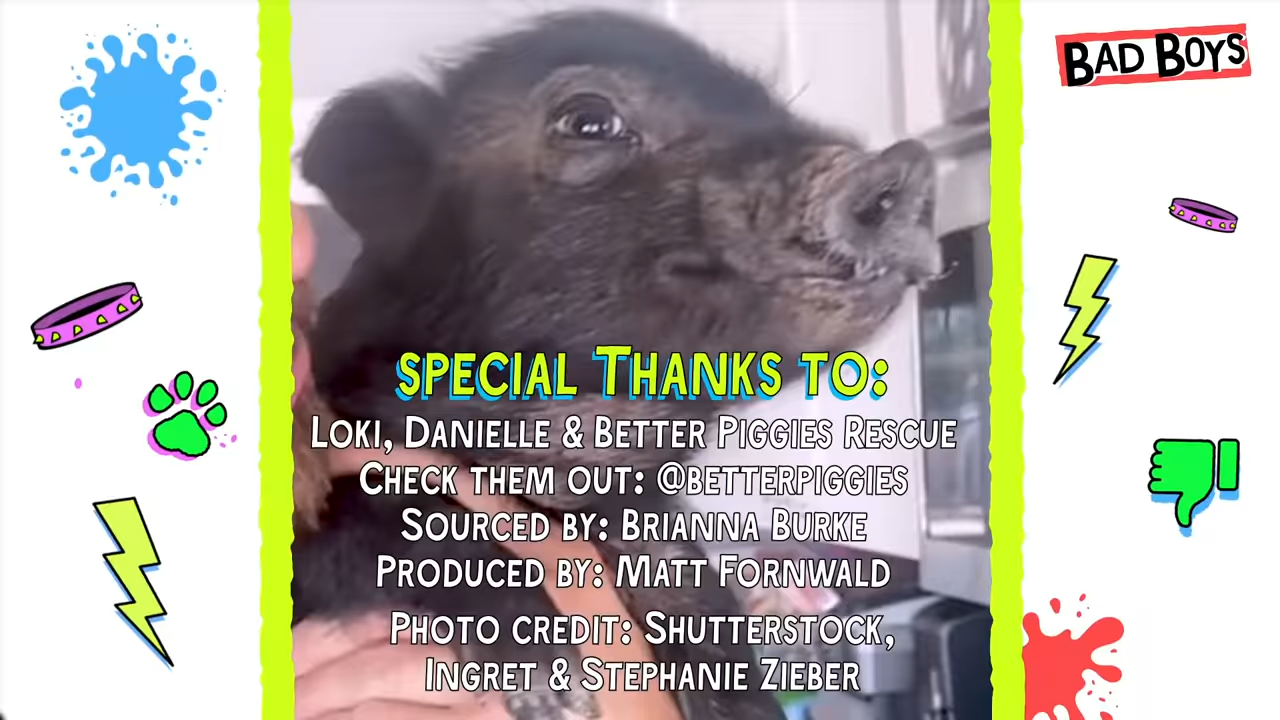 BAD BOYS
SPECIAL THANKS TO:
LOKI, DANIELLE & BETTER PIGGIES RESCUE
CHECK THEM OUT: @BETTERPIGGIES
SOURCED BY: BRIANNA BURKE
PRODUCED BY: MATT FORNWALD
PHOTO CREDIT: SHUTTERSTOCK,
INGRET & STEPHANIE ZIEBER